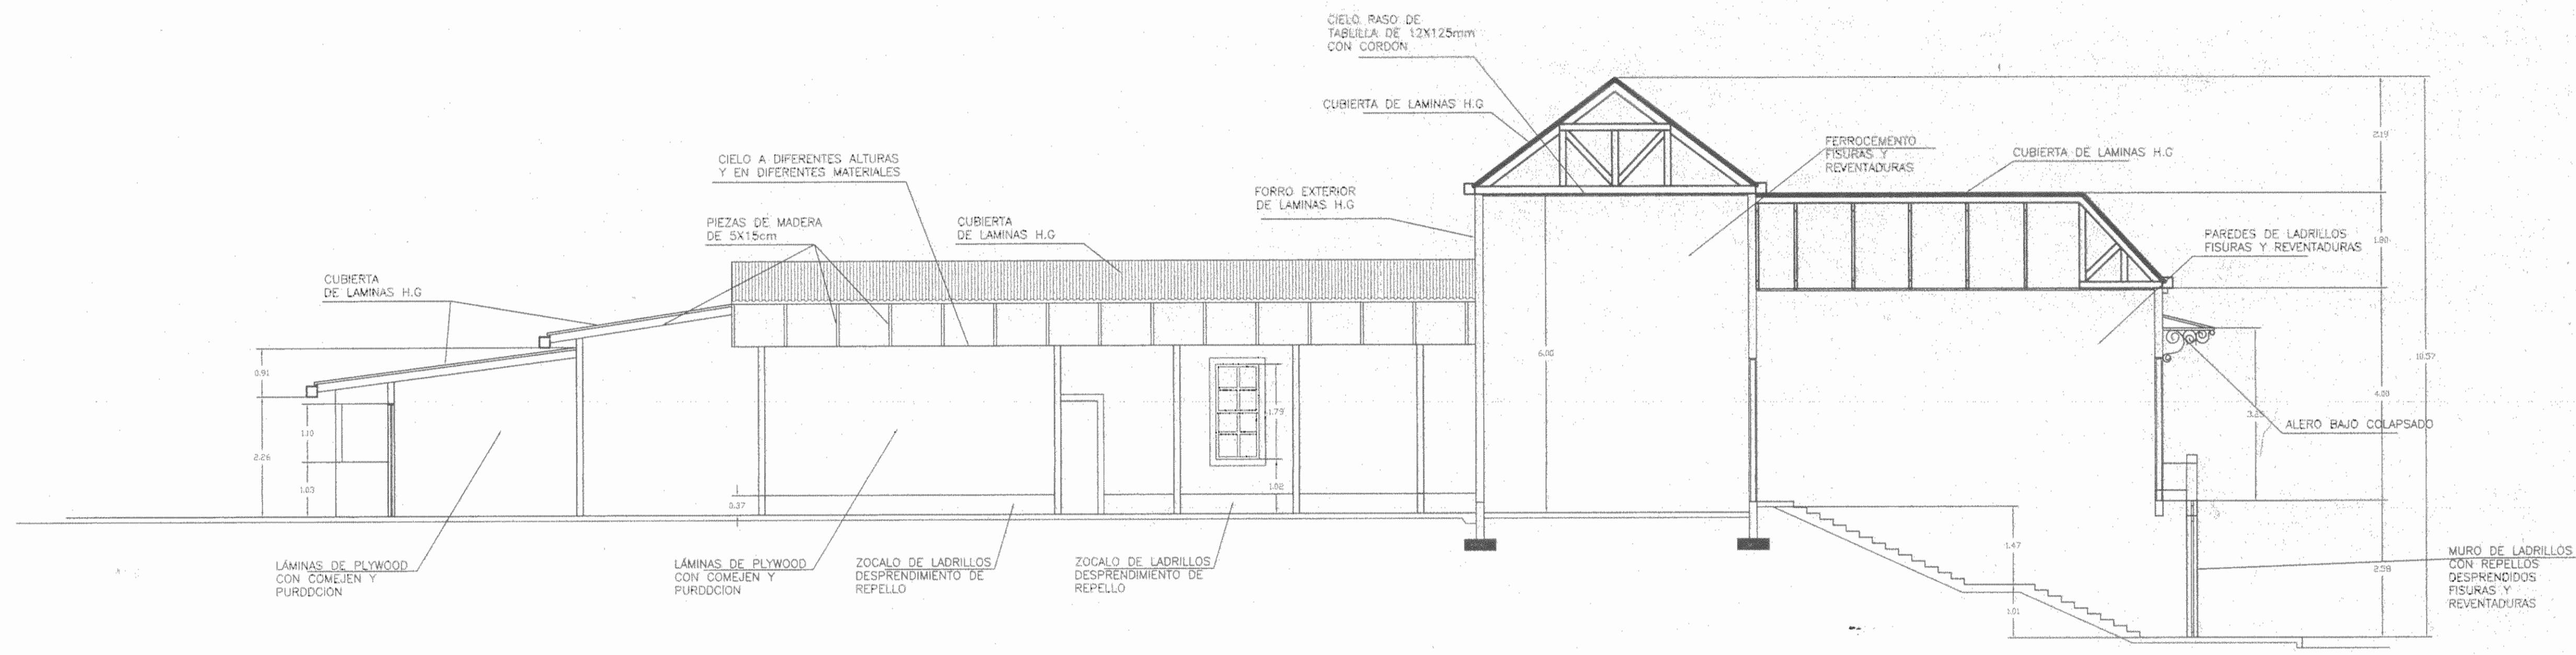 CIELO RASO DE
TABLILLA DE 12X125mm
CON CORDON
CUBIERTA DE LAMINAS H.G
CIELO A DIFERENTES ALTURAS
Y EN DIFERENTES MATERIALES
FORRO EXTERIOR
DE LAMINAS H.G
FERROCEMENTO
FISURAS Y
REVENTADURAS
CUBIERTA DE LAMINAS H.G
2.19
PIEZAS DE MADERA
DE 5X15cm
CUBIERTA
DE LAMINAS H.G
PAREDES DE LADRILLOS
FISURAS Y REVENTADURAS
1.80
CUBIERTA
DE LAMINAS H.G
0.91
6.00
10.57
1.79
4.00
3.25
ALERO BAJO COLAPSADO
1.10
2.26
1.03
1.02
0.37
1.47
2.58
1.01
LÁMINAS DE PLYWOOD
CON COMEJEN Y
PURDDCION
LÁMINAS DE PLYWOOD
CON COMEJEN Y
PURDDCION
ZOCALO DE LADRILLOS
DESPRENDIMIENTO DE
REPELLO
ZOCALO DE LADRILLOS
DESPRENDIMIENTO DE
REPELLO
MURO DE LADRILLOS
CON REPELLOS
DESPRENDIDOS
FISURAS Y
REVENTADURAS